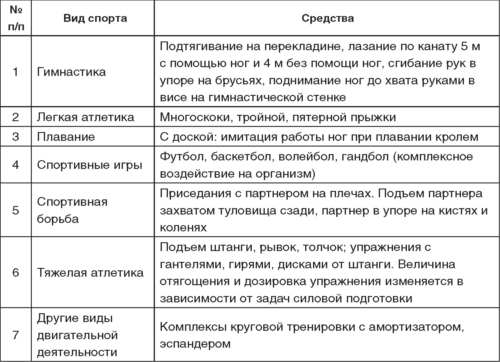 №
п/п
Вид спорта
Средства
1
Гимнастика
Подтягивание на перекладине, лазание по канату 5 м
с помощью ног и 4 м без помощи ног, сгибание рук в
упоре на брусьях, поднимание ног до хвата руками в
висе на гимнастической стенке
2
Легкая атлетика
Многоскоки, тройной, пятерной прыжки
3
Плавание
С доской: имитация работы ног при плавании кролем
4
Спортивные игры
Футбол, баскетбол, волейбол, гандбол (комплексное
воздействие на организм)
5
Спортивная
борьба
Приседания с партнером на плечах. Подъем партнера
захватом туловища сзади, партнер в упоре на кистях и
коленях
6
Тяжелая атлетика
Подъем штанги, рывок, толчок; упражнения с
гантелями, гирями, дисками от штанги. Величина
отягощения и дозировка упражнения изменяется в
зависимости от задач силовой подготовки
7
Другие виды
двигательной
деятельности
Комплексы круговой тренировки с амортизатором,
эспандером